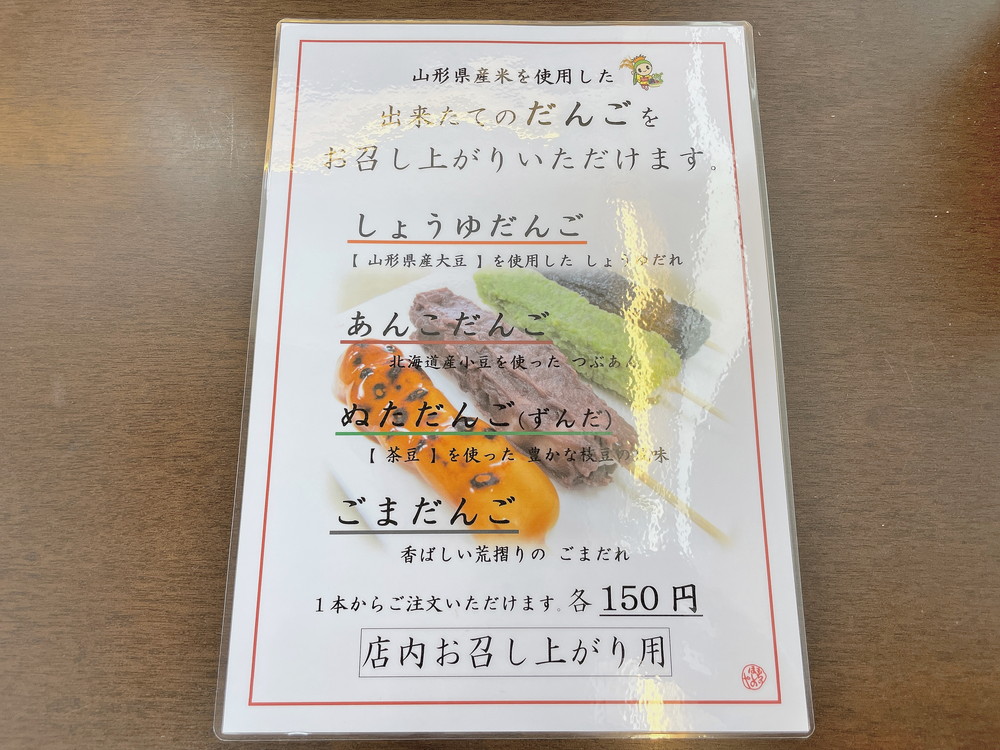 山形県産米を使用した
出来たてのだんごを
お召し上がりいただけます。
しょうゆだんご
【 山形県産大豆 】を使用した しょうゆだれ
あんこだんご
北海道産小豆を使った つぶあん
ぬただんご(ずんだ)
【 茶豆 】を使った 豊かな枝豆の味
ごまだんご
香ばしい荒摺りの ごまだれ
1本からご注文いただけます。各 150 円
店内お召し上がり用